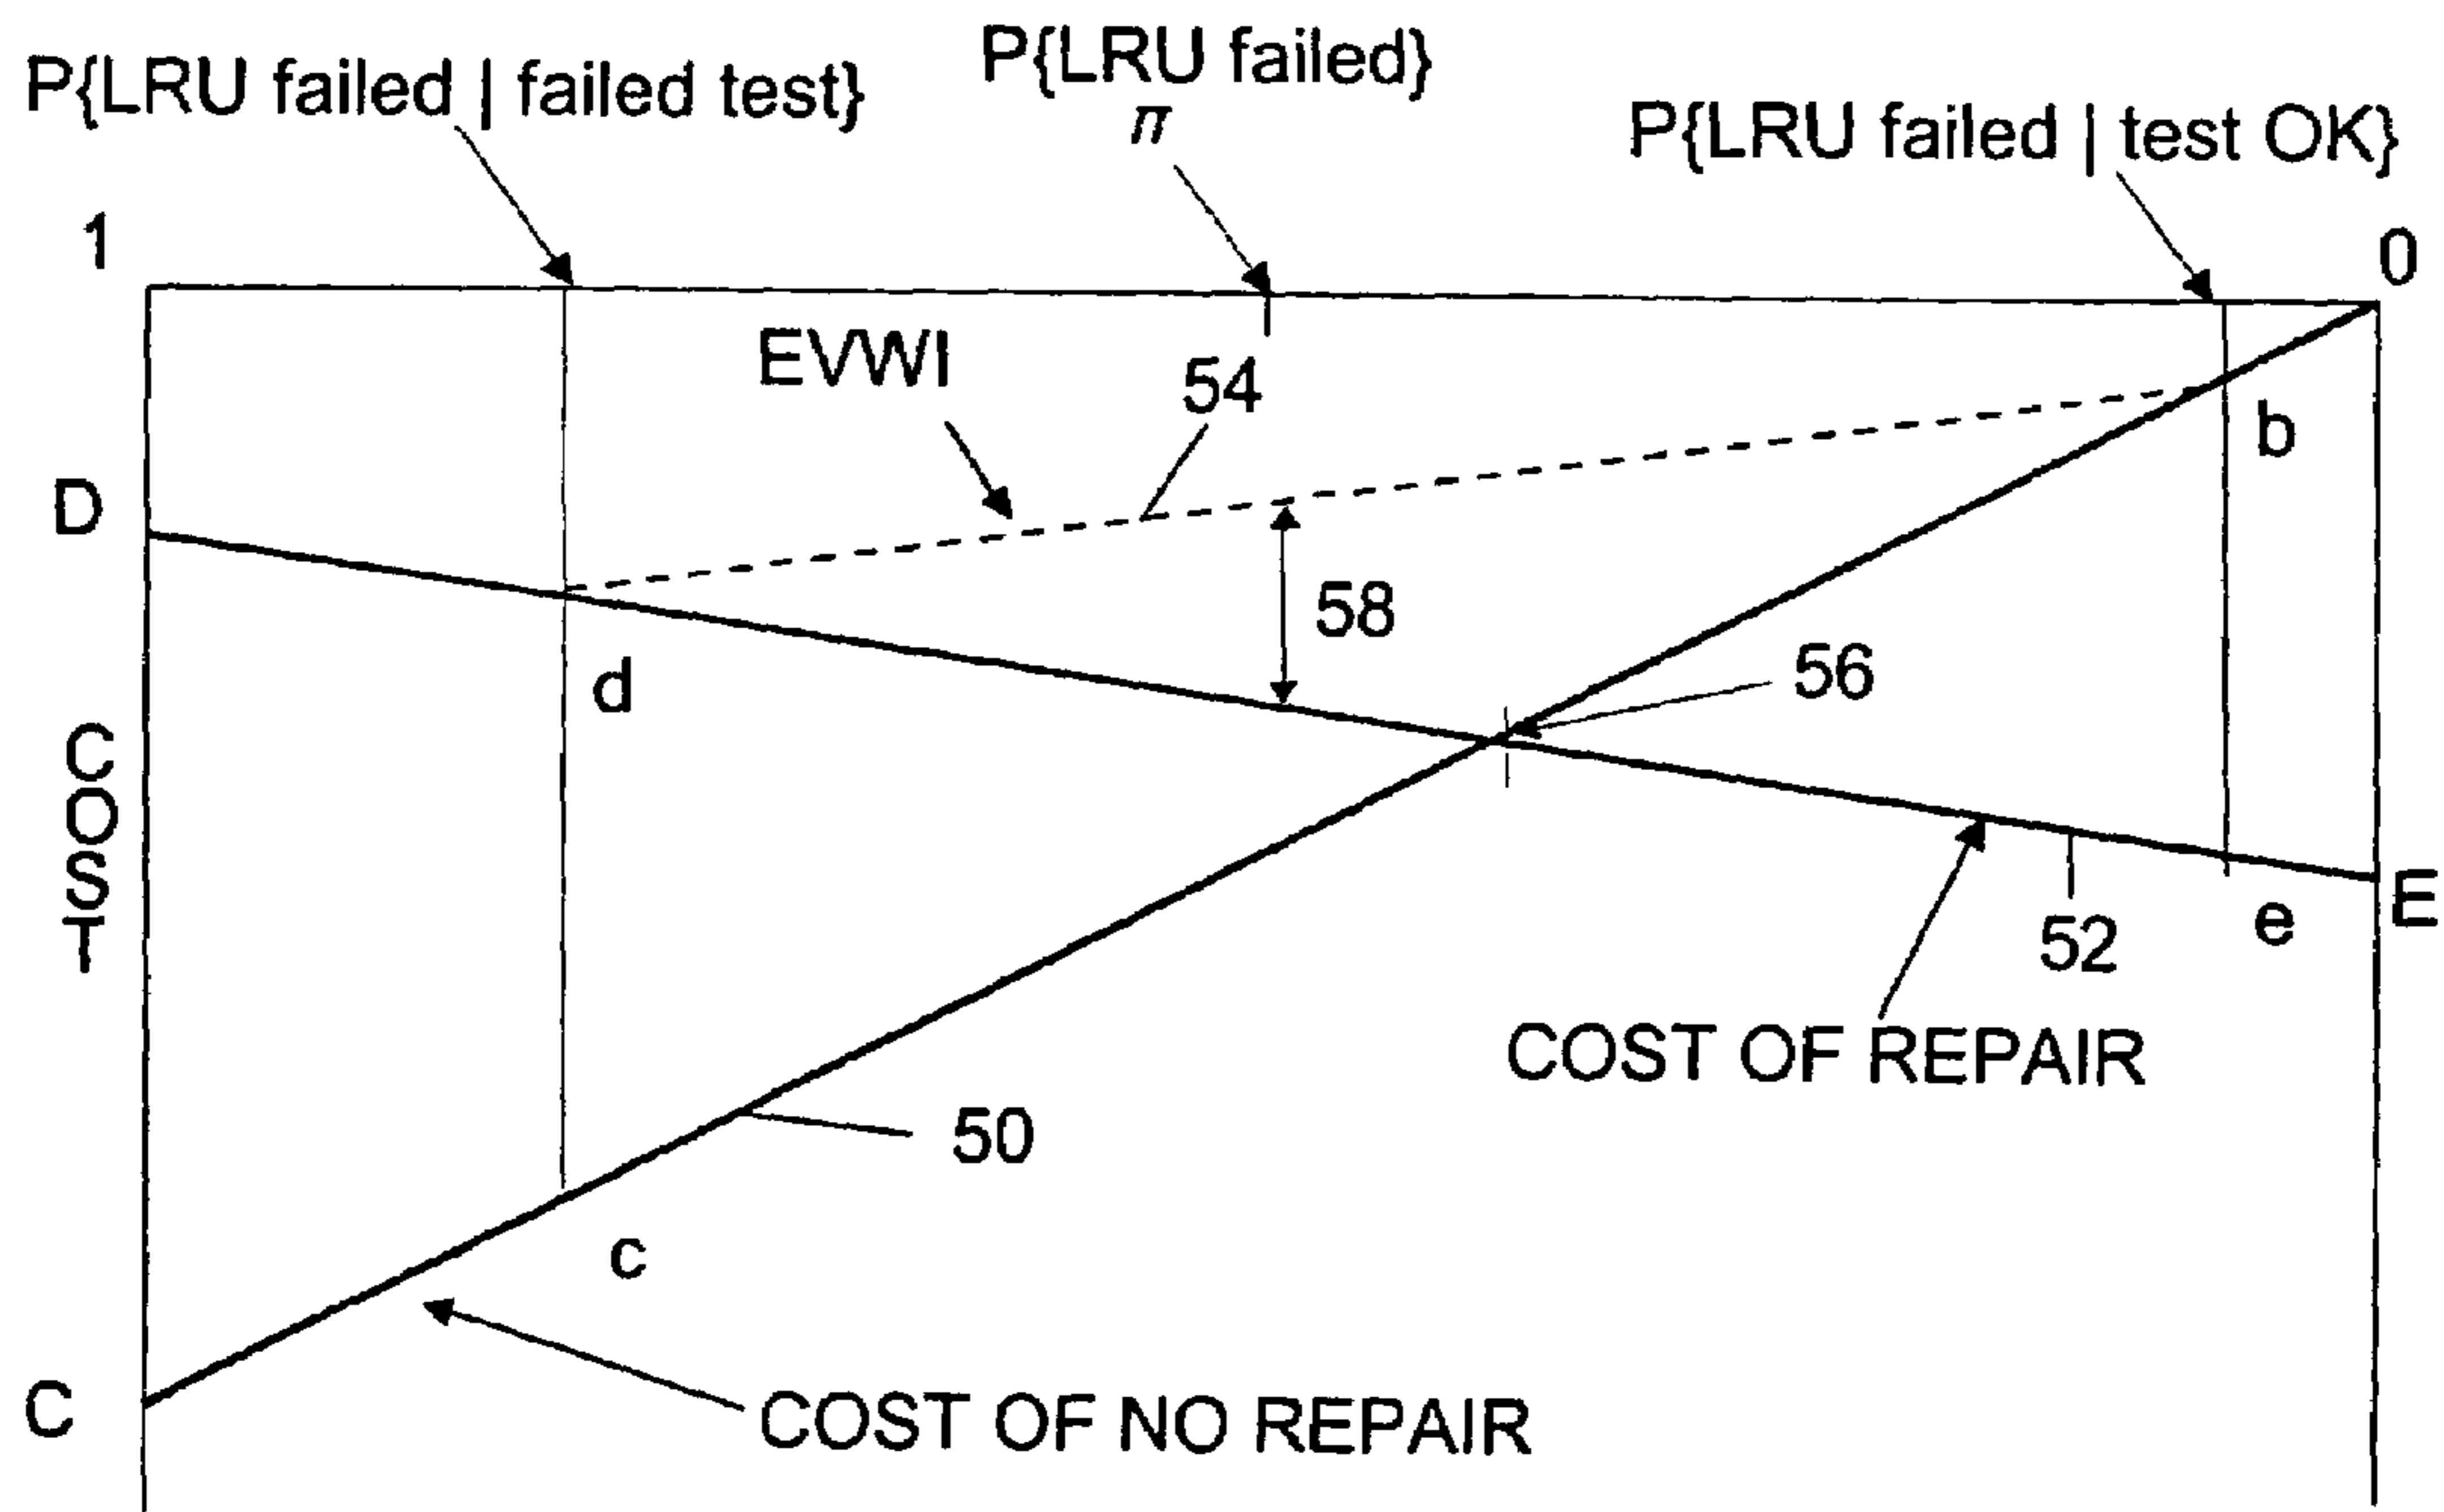 P{LRU failed | failed test}
P{LRU failed}
n
P{LRU failed | test OK}
1
0
EVWI
54
b
D
58
56
d
COST
E
e
52
COST OF REPAIR
50
c
C
COST OF NO REPAIR